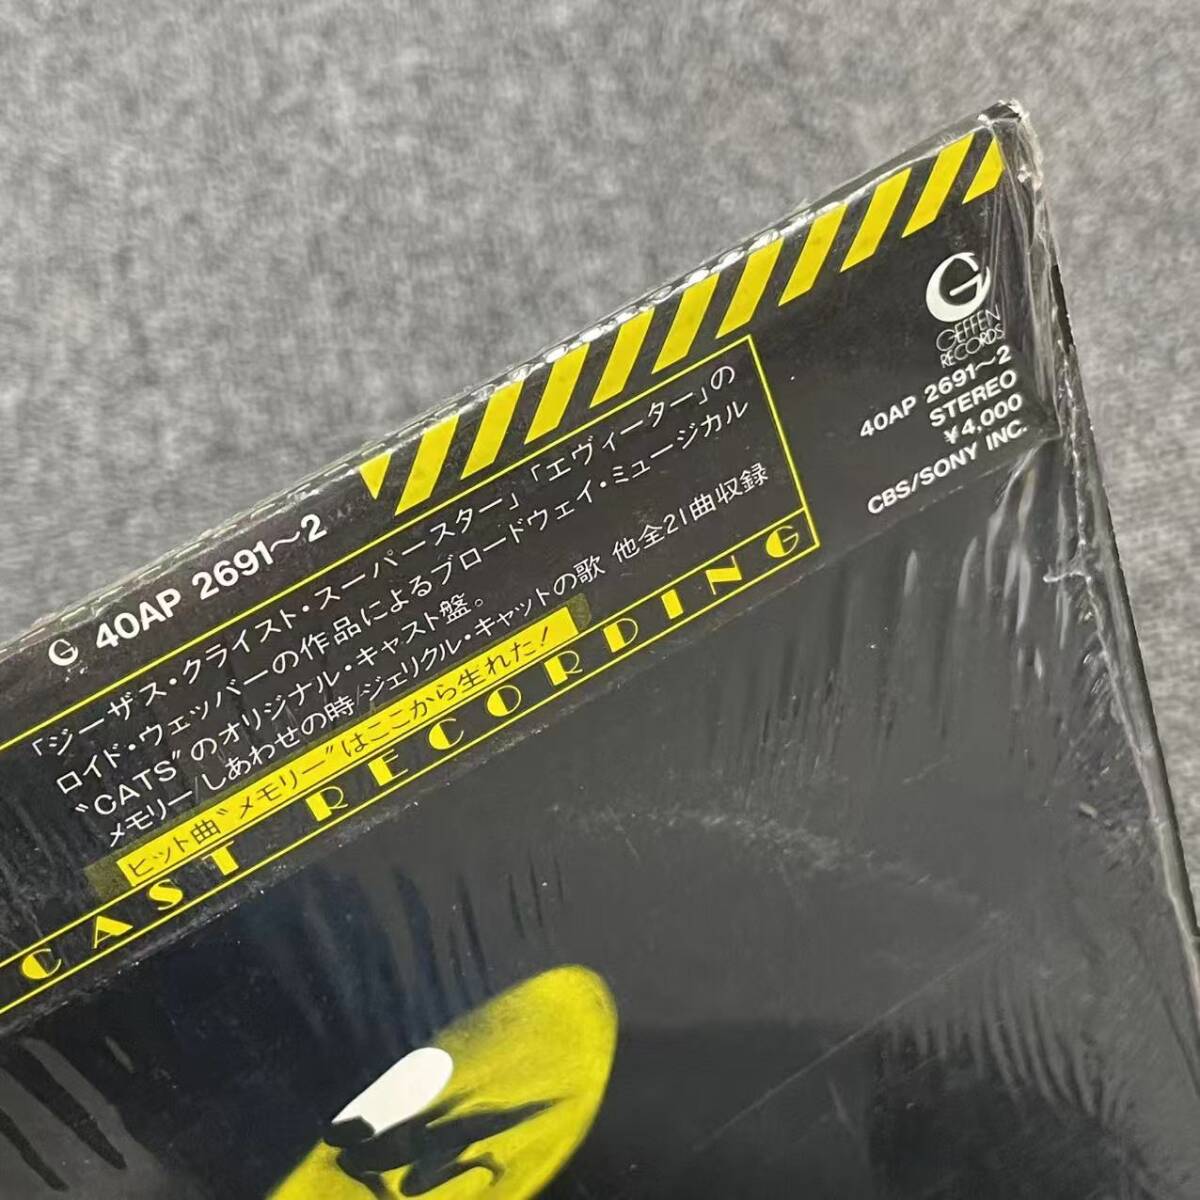 G 40AP 2691〜2
「ジーザス・クライスト・スーパースター」「エヴィーター」の
ロイド・ウェッバーの作品によるブロードウェイ・ミュージカル
“CATS”のオリジナル・キャスト盤。
メモリー/しあわせの時/ジェリクル・キャットの歌 他全21曲収録
ヒット曲“メモリー”はここから生れた!
CAST RECORDING
G
GEFFEN
RECORDS
40AP 2691〜2
STEREO
¥4,000
CBS/SONY INC.